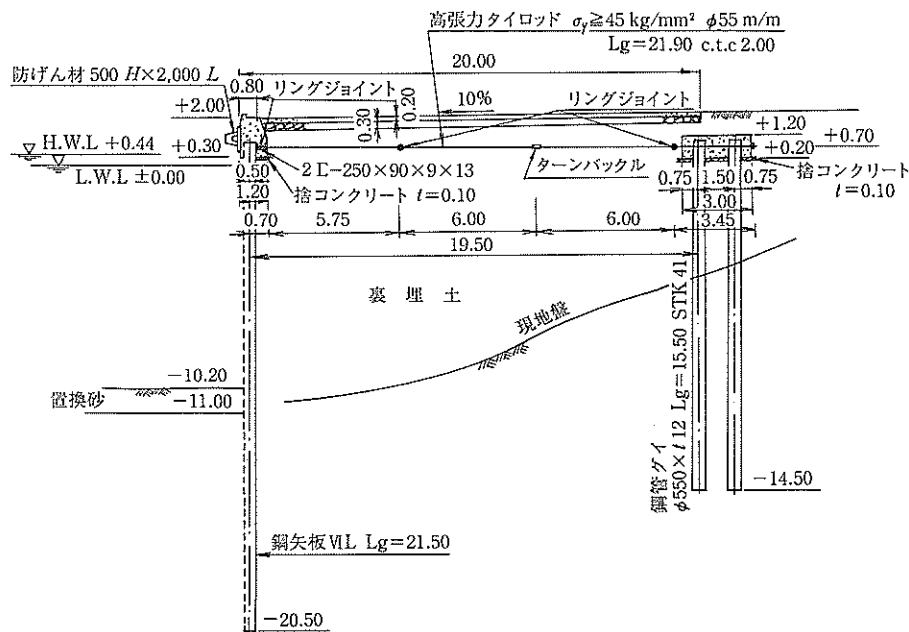 高張力タイロッド σy≧45 kg/mm² φ55 m/m
Lg=21.90 c.t.c 2.00
防げん材 500 H×2,000 L
20.00
0.80
リングジョイント
0.20
10%
リングジョイント
+2.00
0.30
+1.20
H.W.L +0.44
+0.30
+0.70
+0.20
L.W.L ±0.00
2[-250×90×9×13
ターンバックル
捨コンクリート
t=0.10
0.50
捨コンクリート t=0.10
0.75
1.50
0.75
1.20
3.00
0.70
5.75
6.00
6.00
3.45
19.50
裏埋土
現地盤
−10.20
置換砂
−11.00
鋼管グイ
φ550×t12 Lg=15.50 STK 41
−14.50
鋼矢板ⅥL Lg=21.50
−20.50